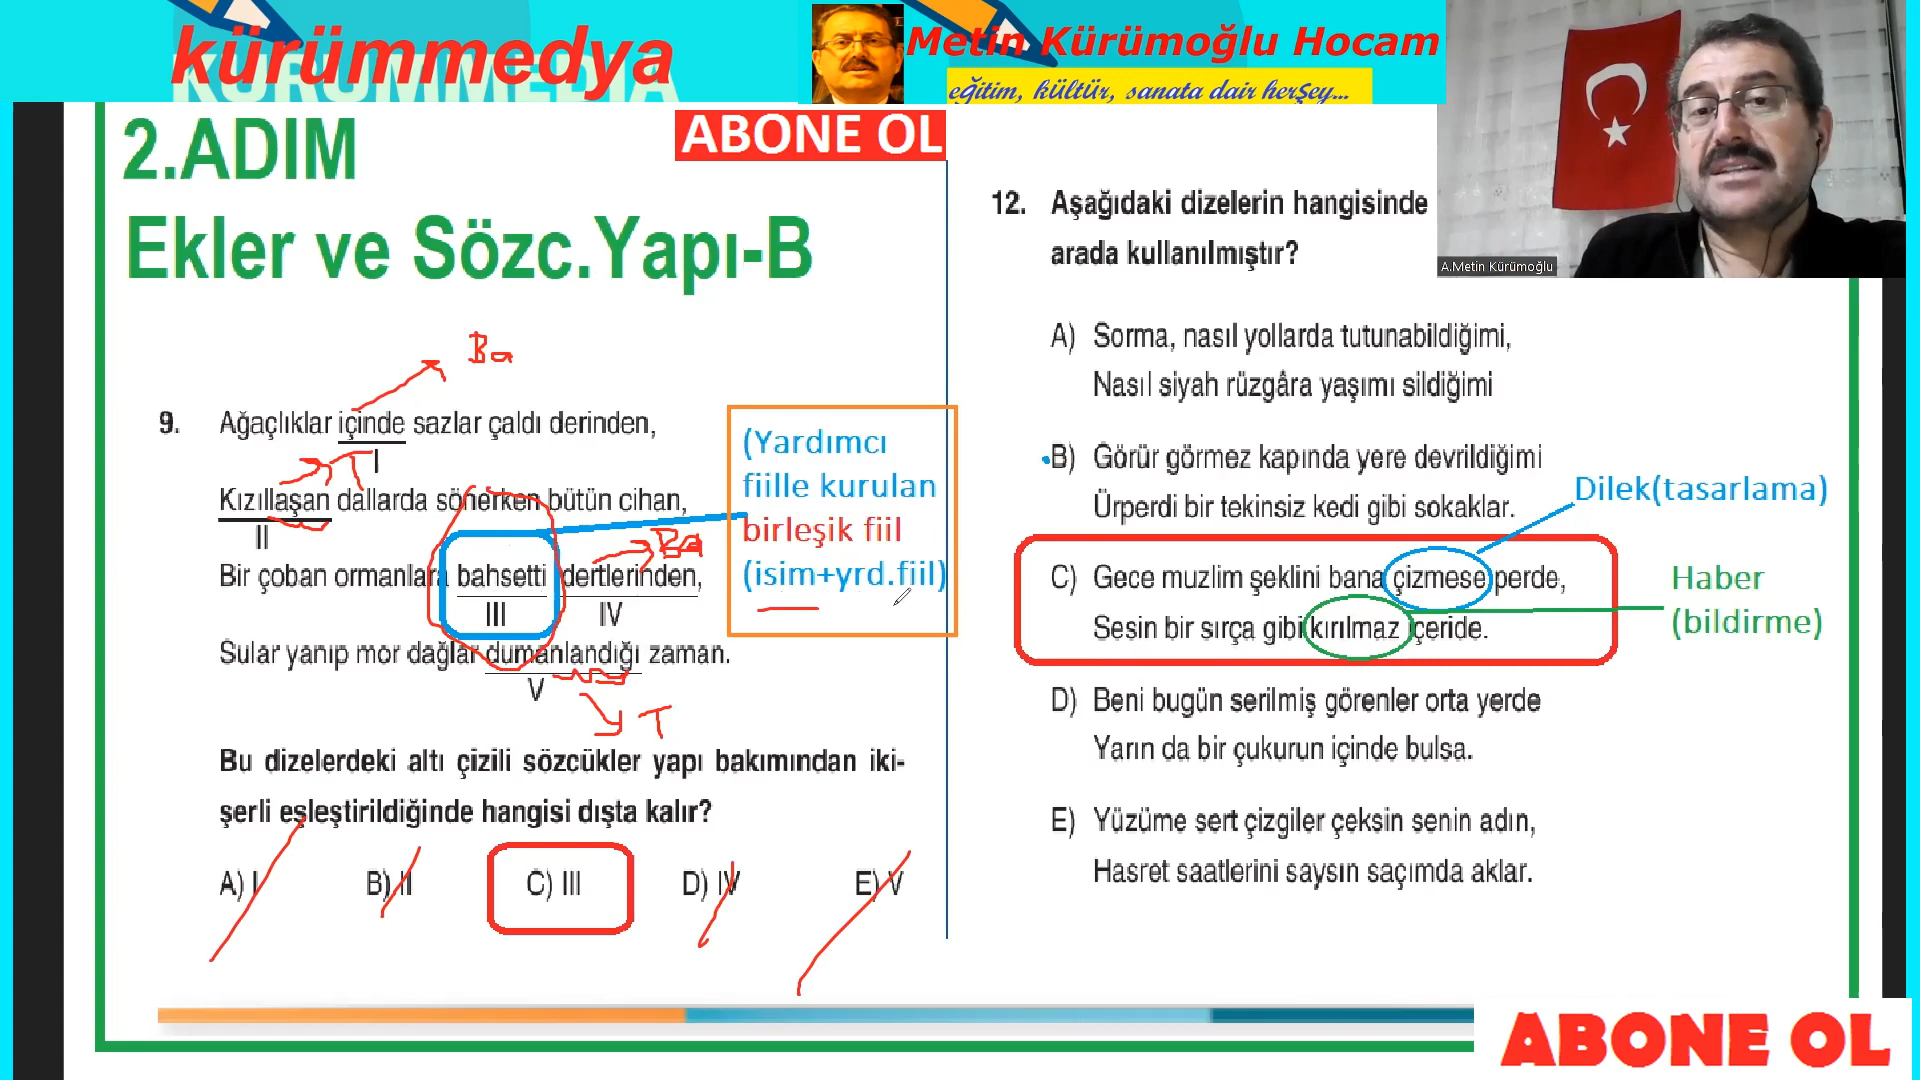 kürümmedya
KURUMMEDIA
Metin Kürümoğlu Hocam
eğitim, kültür, sanata dair herşey...
A.Metin Kürümoğlu
2.ADIM
ABONE OL
Ekler ve Sözc.Yapı-B
Ba
9. Ağaçlıklar içinde sazlar çaldı derinden,
I
T
Kızıllaşan dallarda sönerken bütün cihan,
II
Ba
Bir çoban ormanlara bahsetti dertlerinden,
III IV
Sular yanıp mor dağlar dumanlandığı zaman.
V
T
(Yardımcı
fiille kurulan
birleşik fiil
(isim+yrd.fiil)
Bu dizelerdeki altı çizili sözcükler yapı bakımından iki-
şerli eşleştirildiğinde hangisi dışta kalır?
A) I B) II C) III D) IV E) V
12. Aşağıdaki dizelerin hangisinde
arada kullanılmıştır?
A) Sorma, nasıl yollarda tutunabildiğimi,
Nasıl siyah rüzgâra yaşımı sildiğimi
B) Görür görmez kapında yere devrildiğimi
Ürperdi bir tekinsiz kedi gibi sokaklar.
Dilek(tasarlama)
C) Gece muzlim şeklini bana çizmese perde,
Sesin bir sırça gibi kırılmaz içeride.
Haber
(bildirme)
D) Beni bugün serilmiş görenler orta yerde
Yarın da bir çukurun içinde bulsa.
E) Yüzüme sert çizgiler çeksin senin adın,
Hasret saatlerini saysın saçımda aklar.
ABONE OL